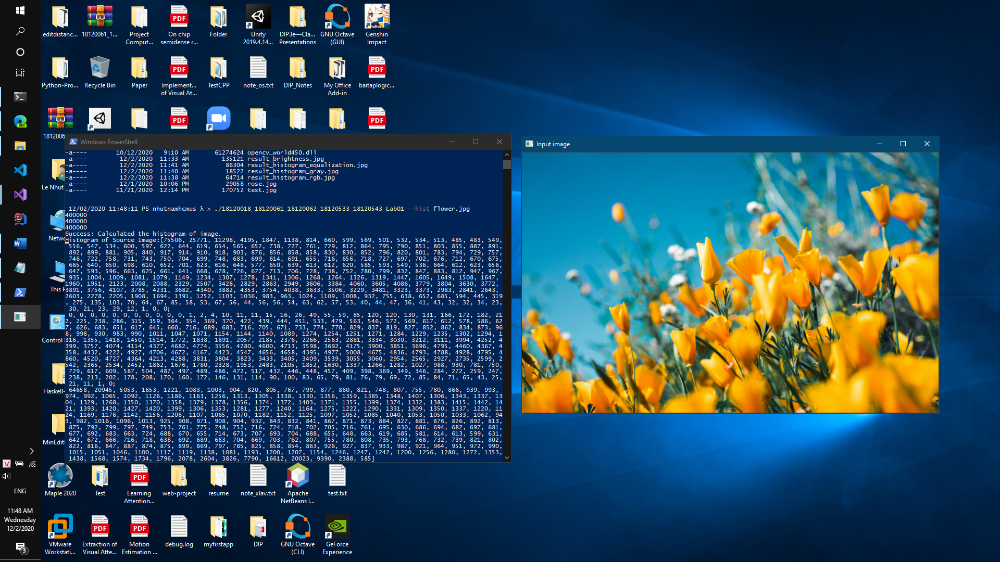 editdistanc...
18120061_1...
Project
Comput...
On chip
semidense r...
Folder
Unity
2019.4.14...
DIP3e—Cla...
Presentations
GNU Octave
(GUI)
Genshin
Impact
Python-Pro...
Recycle Bin
Paper
Implement...
of Visual At...
TestCPP
note_os.txt
DIP_Notes
My Office
Add-in
baitaplogic...
Windows PowerShell
-a---- 10/12/2020 9:10 AM 61274624 opencv_world450.dll
-a---- 12/2/2020 11:33 AM 135121 result_brightness.jpg
-a---- 12/2/2020 11:41 AM 86304 result_histogram_equalization.jpg
-a---- 12/2/2020 11:40 AM 18522 result_histogram_gray.jpg
-a---- 12/2/2020 11:38 AM 64714 result_histogram_rgb.jpg
-a---- 12/1/2020 10:06 PM 29058 rose.jpg
-a---- 11/21/2020 12:14 PM 170752 test.jpg
12/02/2020 11:48:11 PS nhutnamhcmus λ > ./18120018_18120061_18120062_18120533_18120543_Lab01 --hist flower.jpg
400000
400000
400000
Success: Calculated the histogram of image.
Histogram of Source Image:[75506, 25771, 11298, 4195, 1847, 1138, 814, 660, 599, 569, 501, 532, 534, 513, 485, 483, 549,
556, 547, 534, 600, 597, 622, 644, 619, 654, 565, 652, 738, 727, 761, 729, 812, 864, 795, 790, 851, 803, 855, 887, 891,
892, 899, 881, 905, 840, 917, 914, 910, 918, 903, 876, 856, 858, 858, 830, 830, 852, 796, 820, 801, 783, 794, 729, 757,
746, 722, 758, 731, 743, 750, 704, 699, 748, 683, 699, 614, 691, 655, 716, 656, 718, 727, 697, 702, 676, 712, 670, 675,
665, 640, 650, 698, 610, 652, 701, 623, 616, 648, 577, 650, 639, 613, 612, 620, 585, 593, 549, 536, 664, 612, 623, 656,
647, 593, 596, 663, 625, 661, 641, 668, 678, 726, 677, 713, 706, 728, 738, 752, 780, 799, 832, 847, 883, 812, 947, 967,
935, 1004, 1009, 1081, 1079, 1149, 1234, 1307, 1278, 1341, 1306, 1268, 1264, 1326, 1319, 1447, 1605, 1649, 1508, 1647,
1960, 1951, 2123, 2008, 2088, 2329, 2507, 3428, 2829, 2863, 2949, 3606, 3384, 4060, 3605, 4086, 3779, 3804, 3630, 3772,
3891, 3756, 4107, 3785, 4231, 3682, 4340, 3882, 4353, 3754, 4038, 3633, 3506, 3229, 3481, 3323, 3373, 2983, 2841, 2643,
2603, 2278, 2205, 1908, 1694, 1391, 1252, 1103, 1036, 983, 963, 1024, 1109, 1008, 932, 755, 638, 652, 685, 594, 445, 319
, 275, 135, 103, 70, 64, 67, 85, 58, 53, 67, 56, 44, 56, 56, 54, 63, 62, 57, 53, 40, 44, 47, 36, 41, 43, 32, 32, 34, 23,
30, 21, 23, 29, 12, 1, 0, 0;
0, 0, 0, 0, 0, 0, 0, 0, 0, 0, 0, 1, 2, 4, 10, 11, 11, 15, 16, 26, 49, 55, 59, 85, 120, 120, 130, 131, 166, 172, 182, 21
2, 225, 238, 286, 315, 359, 364, 354, 369, 370, 422, 439, 444, 451, 533, 479, 563, 546, 572, 569, 617, 612, 578, 586, 62
7, 626, 683, 651, 617, 645, 660, 716, 689, 683, 716, 705, 671, 733, 774, 770, 829, 837, 819, 827, 852, 862, 834, 873, 96
8, 998, 930, 983, 990, 1011, 1047, 1071, 1154, 1144, 1140, 1089, 1274, 1254, 1251, 1271, 1284, 1229, 1235, 1302, 1294, 1
316, 1355, 1418, 1450, 1514, 1772, 1838, 1891, 2057, 2185, 2376, 2266, 2563, 2881, 3334, 3030, 3212, 3111, 3994, 4252, 4
399, 3757, 4074, 4114, 4377, 4682, 4774, 3556, 4280, 4600, 4713, 3598, 3692, 4175, 3900, 3851, 3696, 4795, 4460, 4367, 4
358, 4432, 4222, 4927, 4706, 4672, 4167, 4423, 4547, 4656, 4658, 4395, 4977, 5008, 4675, 4836, 4793, 4788, 4928, 4795, 4
860, 4520, 4727, 4364, 4213, 4288, 3831, 3804, 3823, 3433, 3405, 3409, 3539, 3055, 3060, 2954, 2565, 2927, 2735, 2599, 2
542, 2365, 2534, 2452, 1862, 1676, 1780, 2328, 1953, 2483, 2105, 1852, 1630, 1337, 1266, 1282, 1027, 988, 930, 781, 750,
729, 617, 609, 587, 504, 487, 497, 489, 486, 472, 517, 432, 446, 448, 457, 409, 398, 369, 349, 346, 284, 272, 259, 247,
238, 213, 202, 178, 208, 170, 160, 172, 146, 131, 114, 90, 100, 83, 65, 79, 81, 76, 79, 69, 72, 85, 84, 71, 65, 43, 25,
21, 11, 1, 0;
64658, 20945, 5053, 1653, 1221, 1083, 1003, 904, 820, 805, 767, 799, 877, 860, 821, 748, 807, 755, 780, 866, 939, 993,
974, 992, 1065, 1092, 1126, 1186, 1163, 1256, 1313, 1305, 1338, 1330, 1356, 1359, 1385, 1348, 1407, 1306, 1343, 1337, 13
04, 1329, 1268, 1350, 1370, 1358, 1379, 1378, 1356, 1374, 1372, 1403, 1371, 1355, 1399, 1374, 1332, 1383, 1415, 1442, 14
21, 1393, 1420, 1427, 1420, 1399, 1306, 1353, 1281, 1277, 1240, 1164, 1275, 1222, 1290, 1331, 1309, 1350, 1337, 1220, 11
24, 1169, 1176, 1142, 1156, 1208, 1107, 1065, 1070, 1182, 1152, 1125, 1097, 1052, 1085, 1040, 1053, 1050, 1033, 1062, 94
3, 982, 1016, 1096, 1013, 925, 908, 971, 908, 904, 932, 843, 832, 841, 867, 871, 873, 884, 827, 881, 876, 826, 892, 813,
875, 792, 799, 797, 749, 753, 761, 775, 748, 752, 716, 724, 718, 702, 705, 716, 761, 695, 630, 686, 694, 682, 697, 681,
677, 692, 683, 663, 724, 688, 670, 655, 714, 673, 707, 693, 704, 688, 655, 648, 663, 619, 685, 581, 614, 613, 599, 631,
642, 672, 666, 716, 718, 638, 692, 689, 683, 704, 669, 703, 762, 807, 755, 780, 808, 735, 793, 768, 732, 739, 821, 802,
822, 816, 847, 887, 874, 875, 899, 869, 797, 785, 825, 858, 854, 863, 926, 927, 837, 933, 987, 921, 964, 951, 972, 990,
1015, 1051, 1046, 1100, 1117, 1119, 1138, 1081, 1193, 1200, 1207, 1154, 1246, 1247, 1242, 1200, 1256, 1280, 1272, 1353,
1438, 1568, 1574, 1734, 1796, 2078, 2604, 3826, 7790, 16612, 20023, 9390, 2388, 585]
Input image
Le Nhut
Netwo
This P
Control
Haskell-
MinEdit
Maple 2020
Test
Learning
Attention...
web-project
resume
note_xlav.txt
Apache
NetBeans I...
test.txt
VMware
Workstati...
Extraction of
Visual Atte...
Motion
Estimation ...
debug.log
myfirstapp
DIP
GNU Octave
(CLI)
GeForce
Experience
ENG
11:48 AM
Wednesday
12/2/2020
3